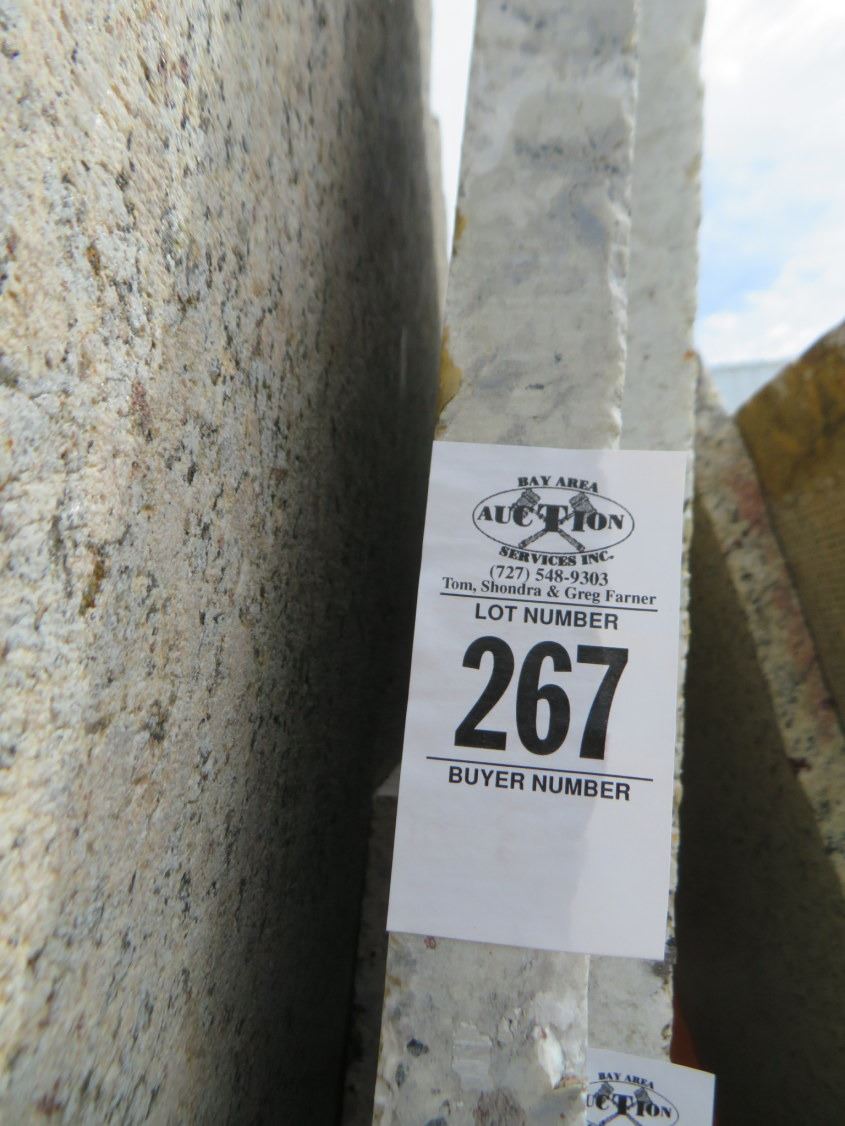 BAY AREA
AUCTION
SERVICES INC.
(727) 548-9303
Tom, Shondra & Greg Farner
LOT NUMBER
267
BUYER NUMBER
BAY AREA
UCTION